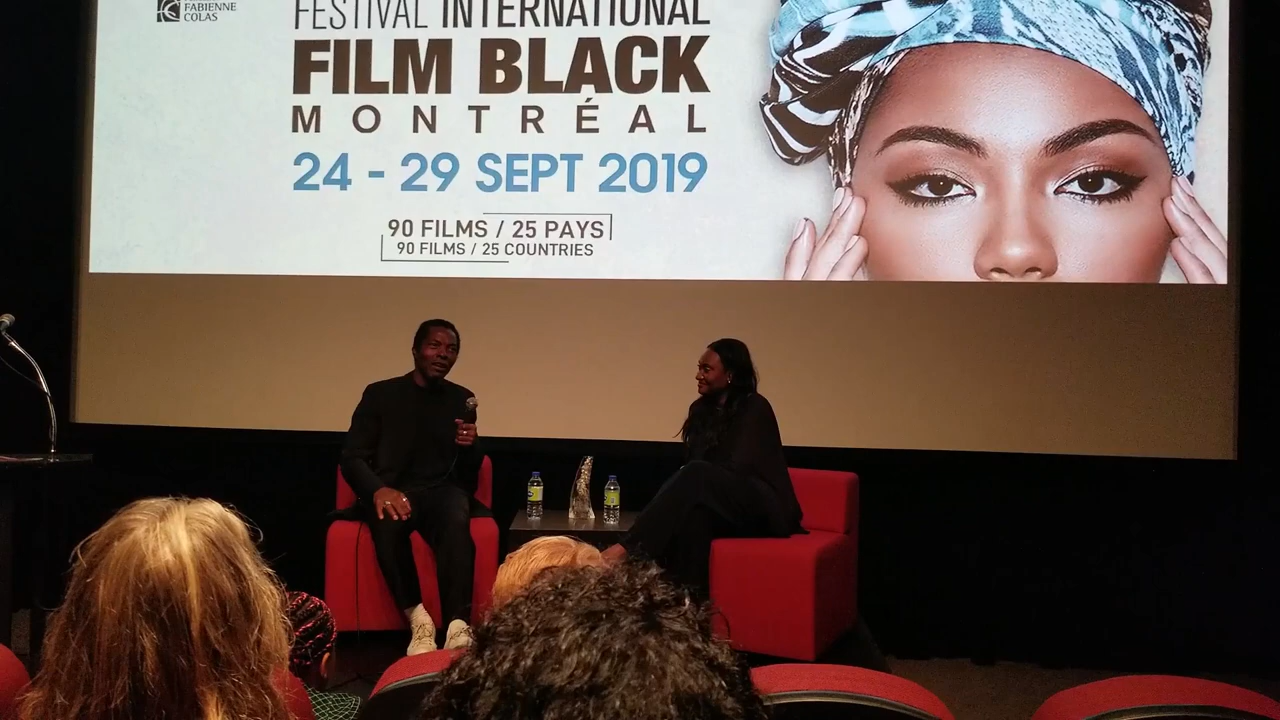 FABIENNE
COLAS
FESTIVAL INTERNATIONAL
FILM BLACK
MONTRÉAL
24 - 29 SEPT 2019
90 FILMS / 25 PAYS
90 FILMS / 25 COUNTRIES